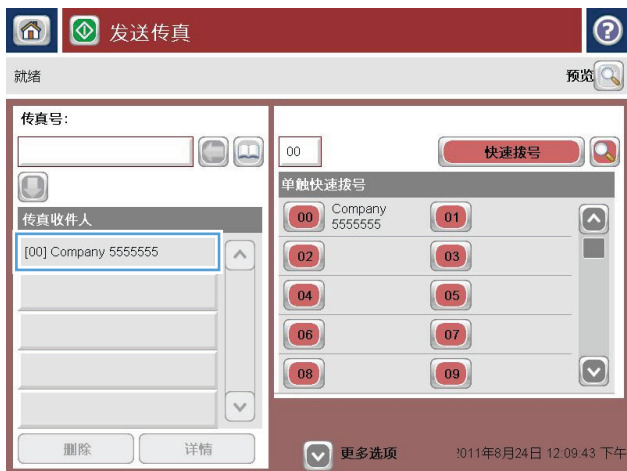 发送传真
就绪
预览
传真号:
00
快速拨号
单触快速拨号
00 Company 5555555 01
传真收件人
[00] Company 5555555
02 03
04 05
06 07
08 09
删除 详情
更多选项
2011年8月24日 12:09.43 下午